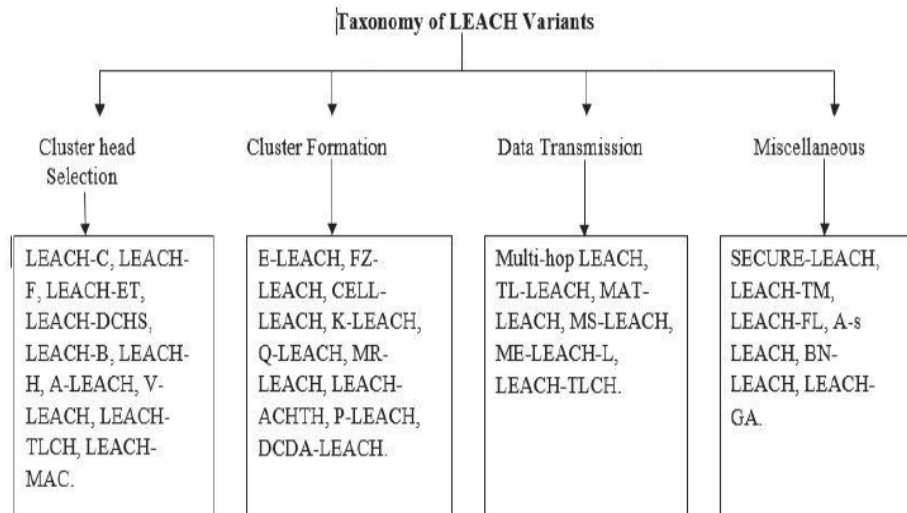 Taxonomy of LEACH Variants
Cluster head
Selection
Cluster Formation
Data Transmission
Miscellaneous
LEACH-C, LEACH-
F, LEACH-ET,
LEACH-DCHS,
LEACH-B, LEACH-
H, A-LEACH, V-
LEACH, LEACH-
TLCH, LEACH-
MAC.
E-LEACH, FZ-
LEACH, CELL-
LEACH, K-LEACH,
Q-LEACH, MR-
LEACH, LEACH-
ACHTH, P-LEACH,
DCDA-LEACH.
Multi-hop LEACH,
TL-LEACH, MAT-
LEACH, MS-LEACH,
ME-LEACH-L,
LEACH-TLCH.
SECURE-LEACH,
LEACH-TM,
LEACH-FL, A-s
LEACH, BN-
LEACH, LEACH-
GA.